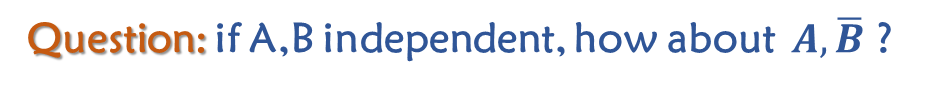 Question: if A,B independent, how about A, B̅ ?